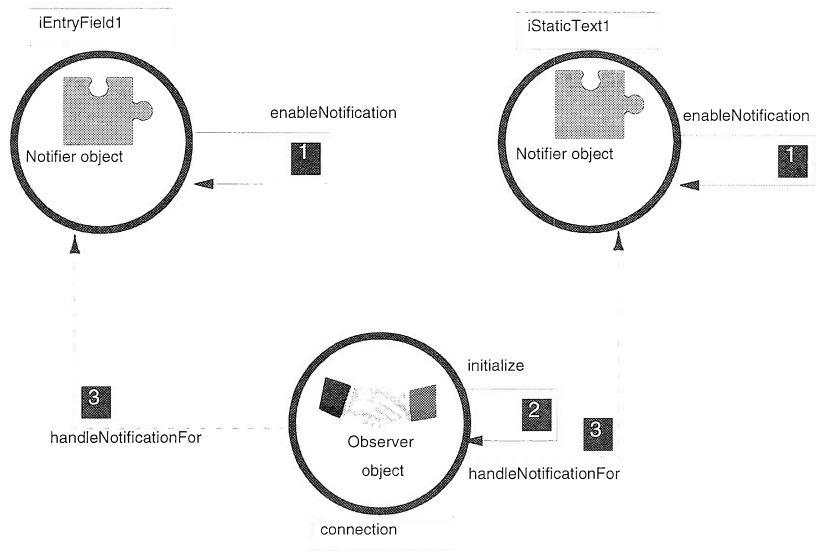 iEntryField1
iStaticText1
enableNotification
enableNotification
1
1
Notifier object
Notifier object
initialize
3
2
3
handleNotificationFor
Observer
object
handleNotificationFor
connection